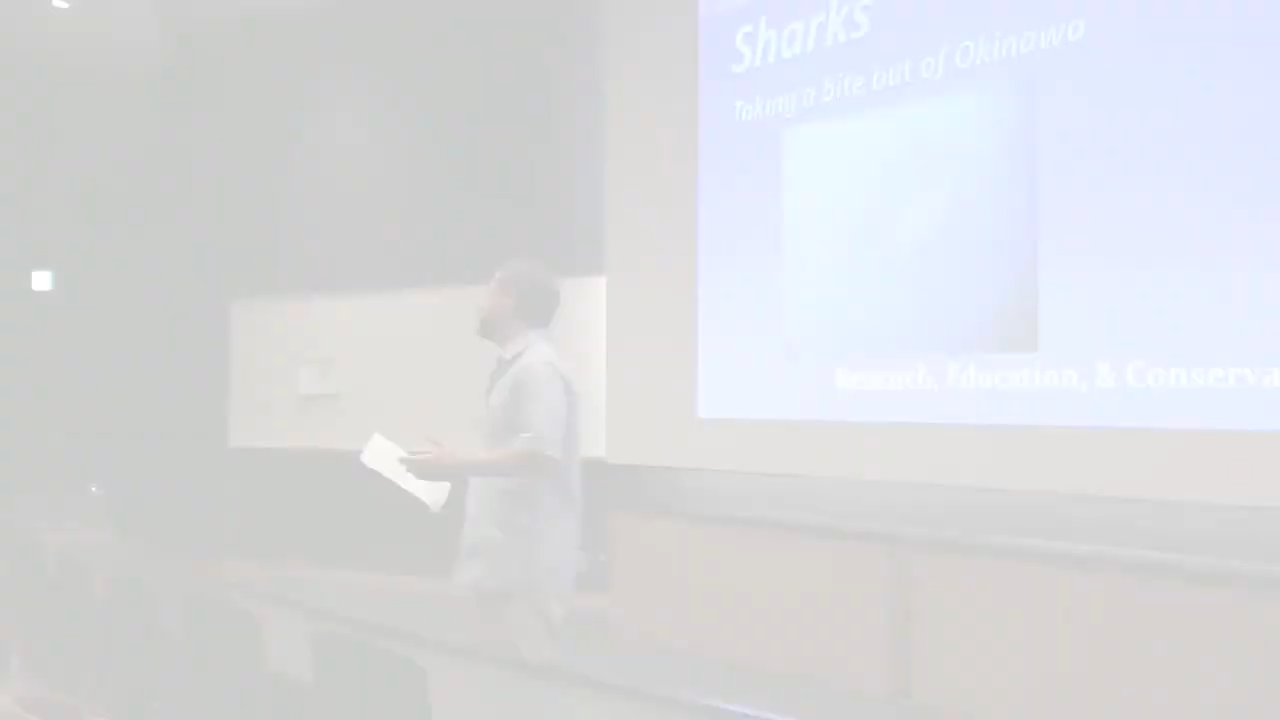 Sharks
Taking a bite out of Okinawa
Research, Education, & Conserva